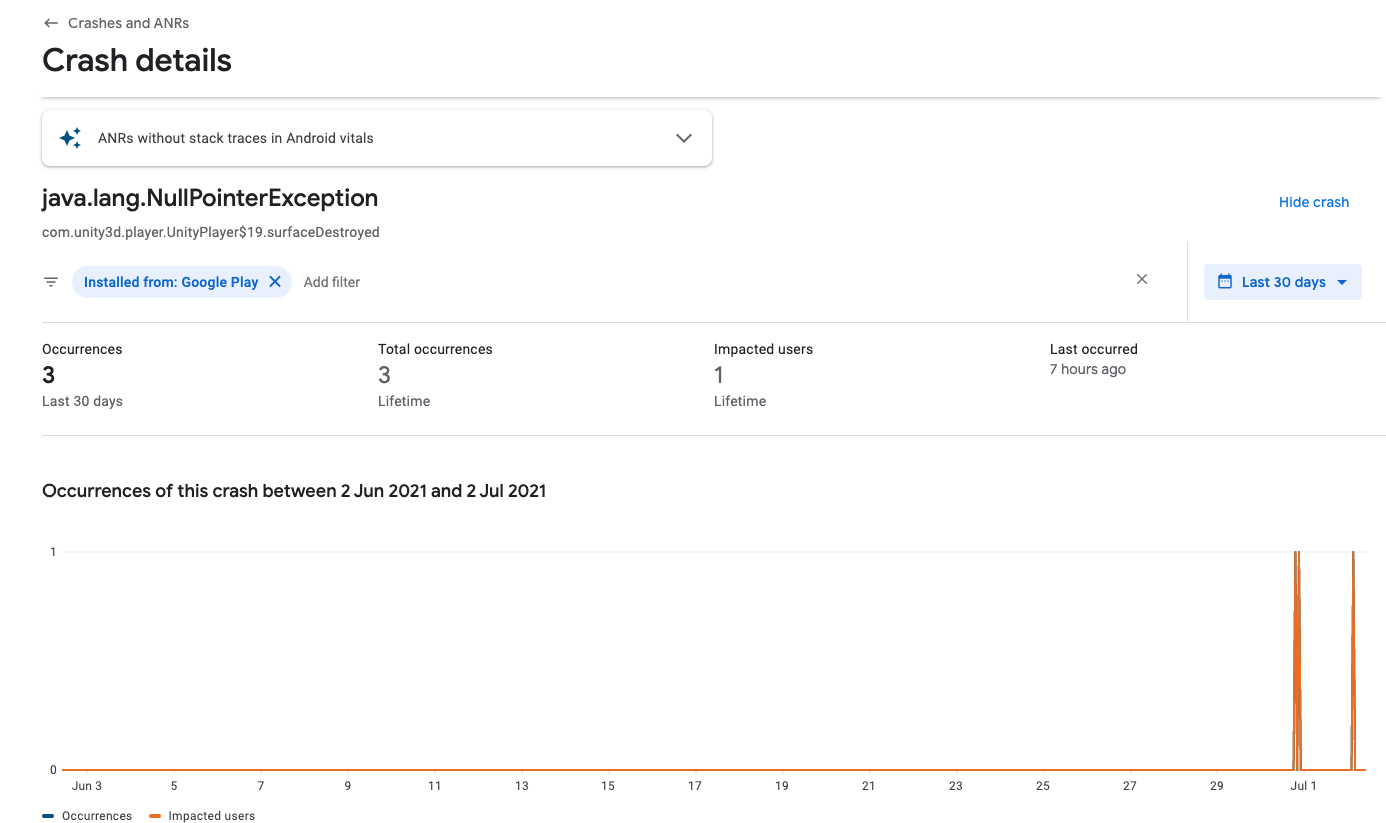 Crashes and ANRs
Crash details
ANRs without stack traces in Android vitals
java.lang.NullPointerException
Hide crash
com.unity3d.player.UnityPlayer$19.surfaceDestroyed
Installed from: Google Play
Add filter
Last 30 days
Occurrences
Total occurrences
Impacted users
Last occurred
3
3
1
7 hours ago
Last 30 days
Lifetime
Lifetime
Occurrences of this crash between 2 Jun 2021 and 2 Jul 2021
1
0
Jun 3 5 7 9 11 13 15 17 19 21 23 25 27 29 Jul 1
Occurrences
Impacted users